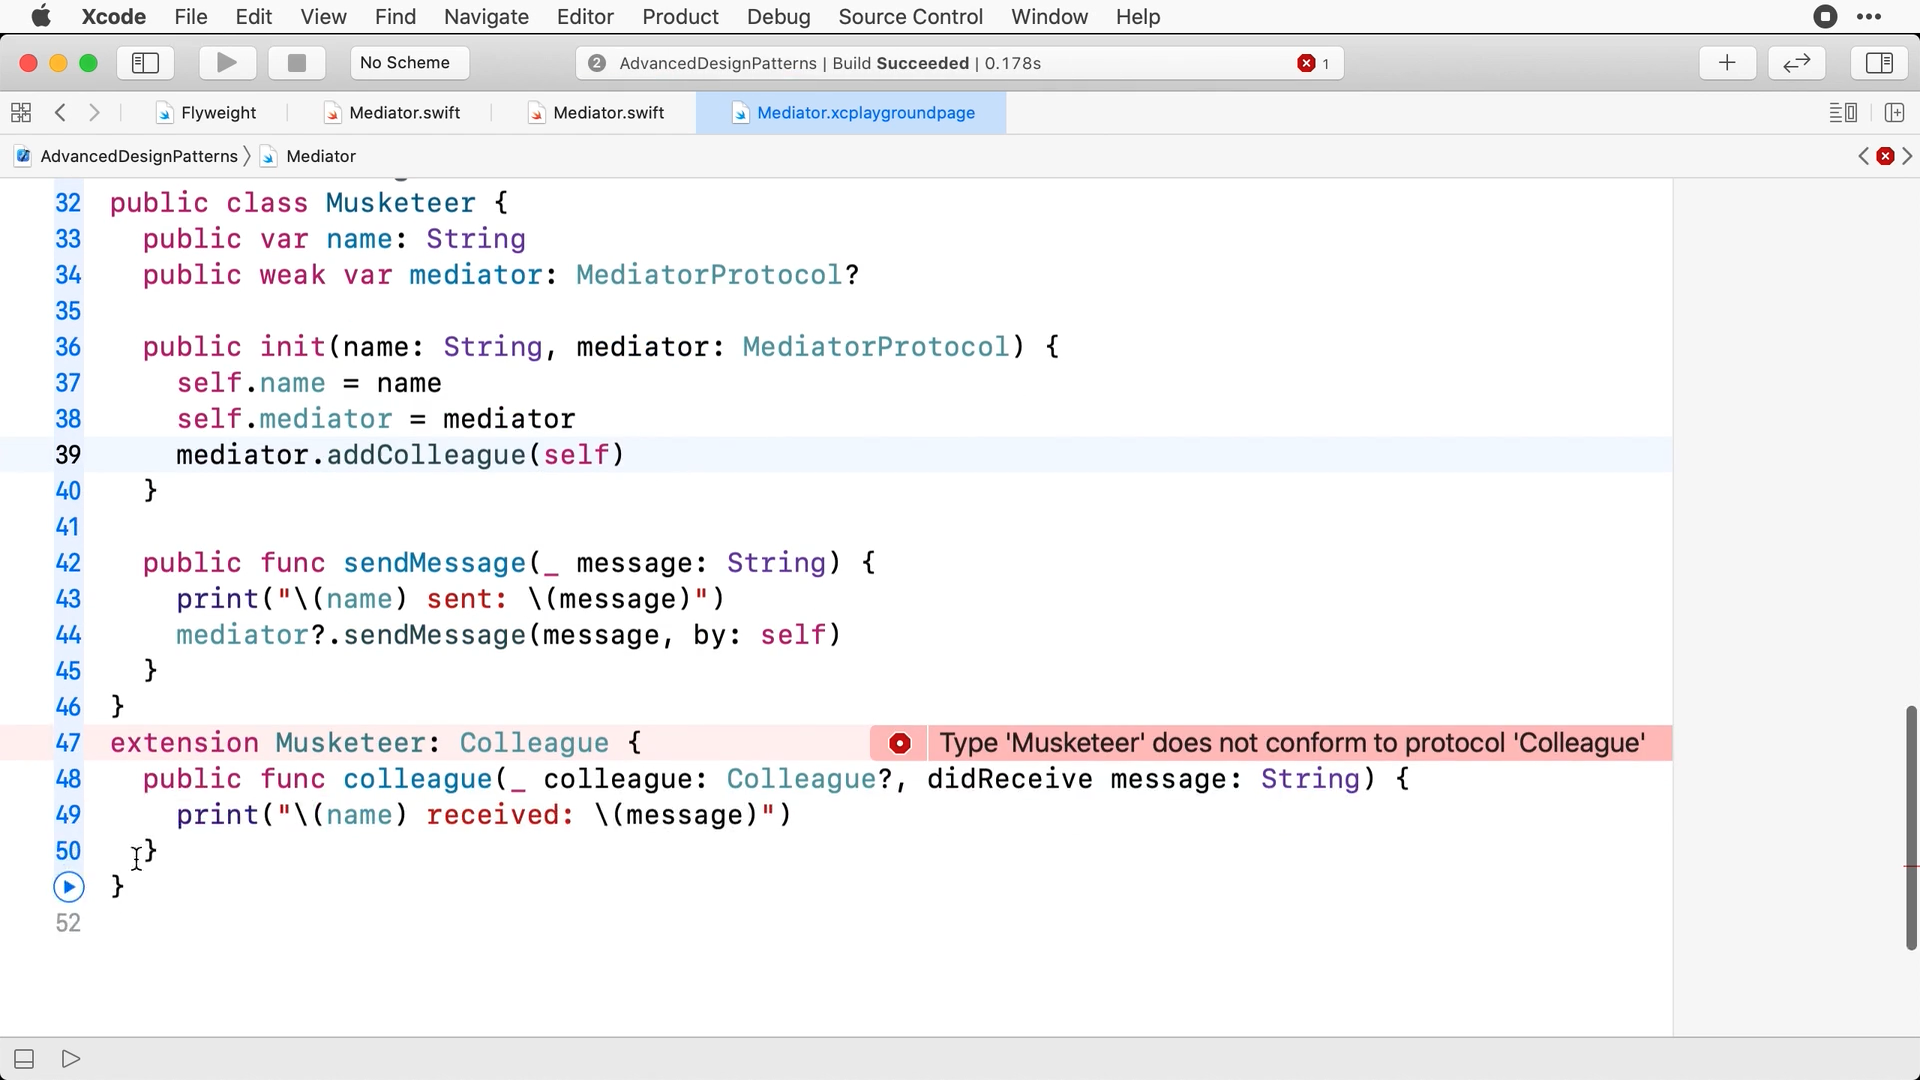 Xcode File Edit View Find Navigate Editor Product Debug Source Control Window Help
No Scheme 2 AdvancedDesignPatterns | Build Succeeded | 0.178s 1
Flyweight Mediator.swift Mediator.swift Mediator.xcplaygroundpage
AdvancedDesignPatterns Mediator
32 public class Musketeer {
33 public var name: String
34 public weak var mediator: MediatorProtocol?
35
36 public init(name: String, mediator: MediatorProtocol) {
37 self.name = name
38 self.mediator = mediator
39 mediator.addColleague(self)
40 }
41
42 public func sendMessage(_ message: String) {
43 print("\(name) sent: \(message)")
44 mediator?.sendMessage(message, by: self)
45 }
46 }
47 extension Musketeer: Colleague { Type 'Musketeer' does not conform to protocol 'Colleague'
48 public func colleague(_ colleague: Colleague?, didReceive message: String) {
49 print("\(name) received: \(message)")
50 }
}
52